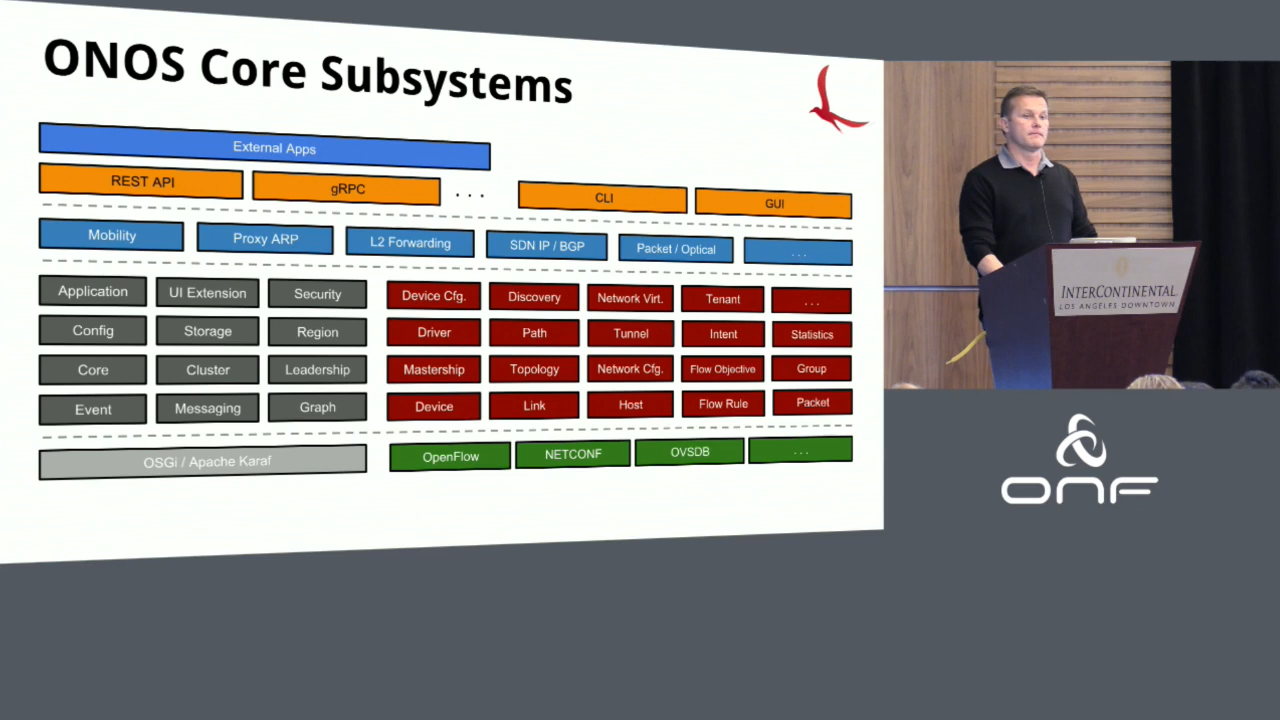 ONOS Core Subsystems
External Apps
REST API gRPC ... CLI GUI
Mobility Proxy ARP L2 Forwarding SDN IP / BGP Packet / Optical ...
Application UI Extension Security Device Cfg. Discovery Network Virt. Tenant ...
Config Storage Region Driver Path Tunnel Intent Statistics
Core Cluster Leadership Mastership Topology Network Cfg. Flow Objective Group
Event Messaging Graph Device Link Host Flow Rule Packet
OSGi / Apache Karaf OpenFlow NETCONF OVSDB ...
INTERCONTINENTAL
LOS ANGELES DOWNTOWN
ONF